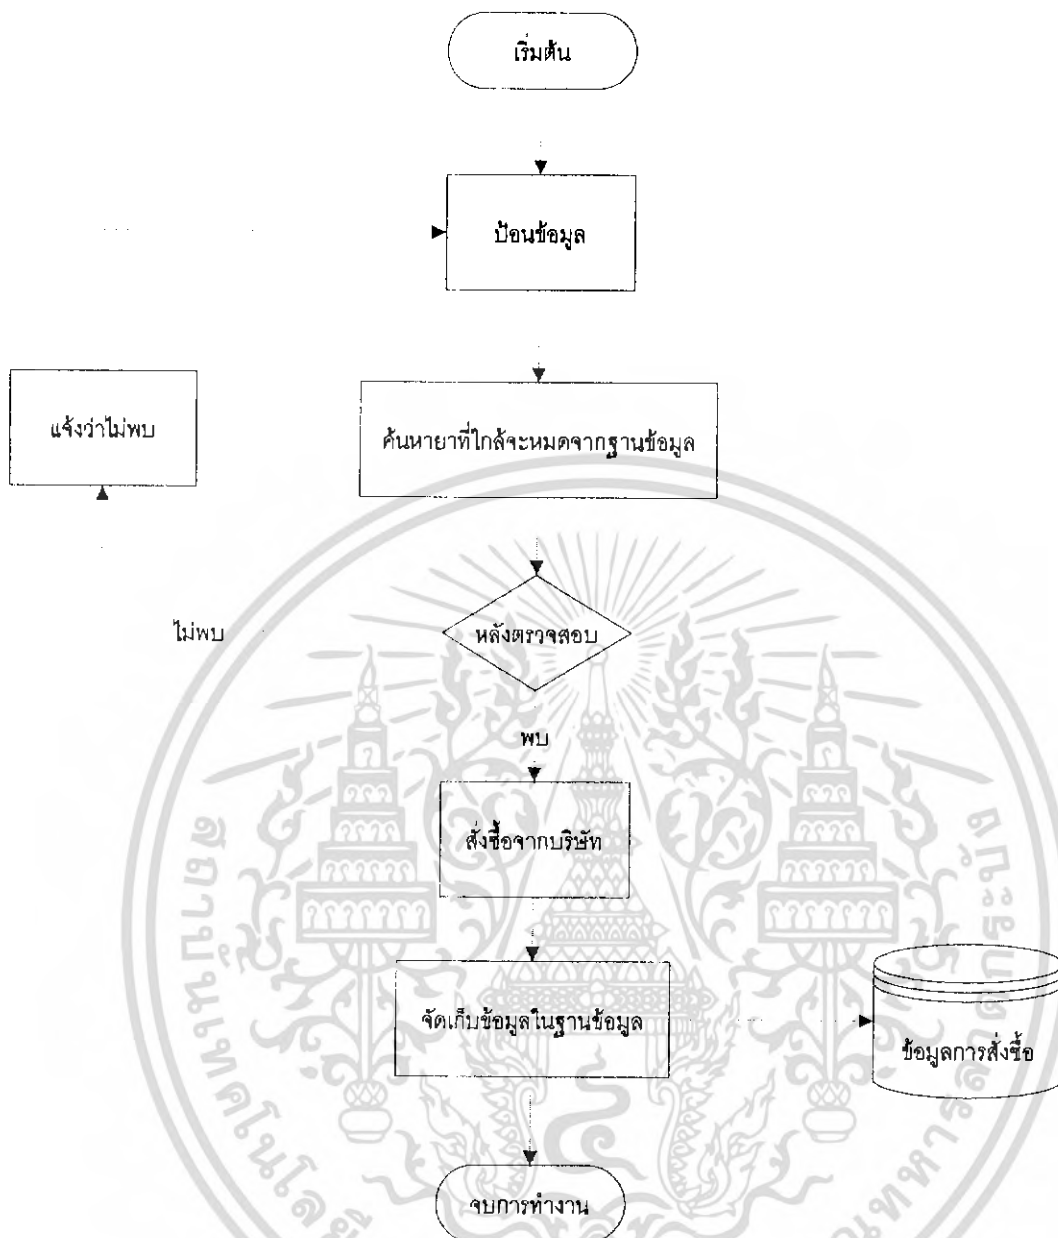 เริ่มต้น
ป้อนข้อมูล
แจ้งว่าไม่พบ
ค้นหายาที่ใกล้จะหมดจากฐานข้อมูล
ไม่พบ
หลังตรวจสอบ
พบ
สั่งซื้อจากบริษัท
จัดเก็บข้อมูลในฐานข้อมูล
ข้อมูลการสั่งซื้อ
จบการทำงาน